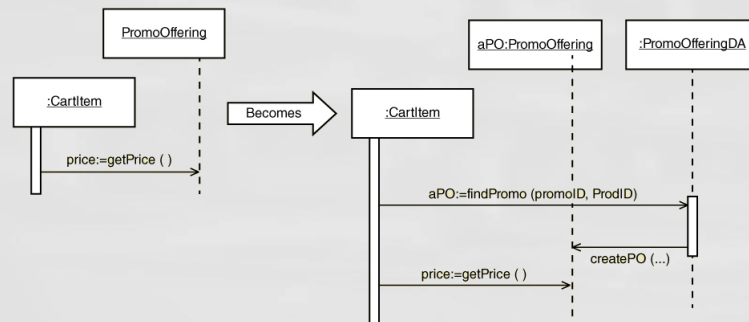 PromoOffering
:CartItem
price:=getPrice ( )
Becomes
aPO:PromoOffering
:PromoOfferingDA
:CartItem
aPO:=findPromo (promoID, ProdID)
createPO (...)
price:=getPrice ( )